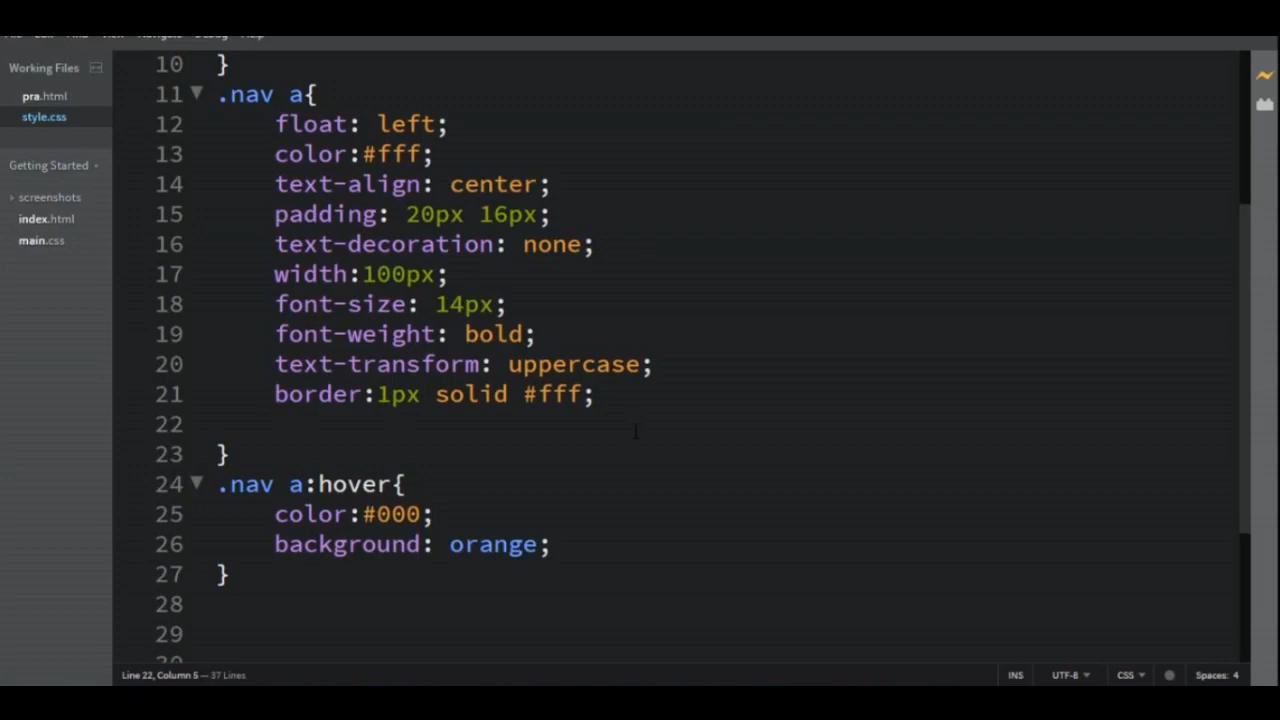 Working Files
pra.html
style.css
Getting Started
screenshots
index.html
main.css
10 }
11 .nav a{
12 float: left;
13 color:#fff;
14 text-align: center;
15 padding: 20px 16px;
16 text-decoration: none;
17 width:100px;
18 font-size: 14px;
19 font-weight: bold;
20 text-transform: uppercase;
21 border:1px solid #fff;
22
23 }
24 .nav a:hover{
25 color:#000;
26 background: orange;
27 }
28
29
30
Line 22, Column 5 — 37 Lines
INS UTF-8 CSS Spaces: 4